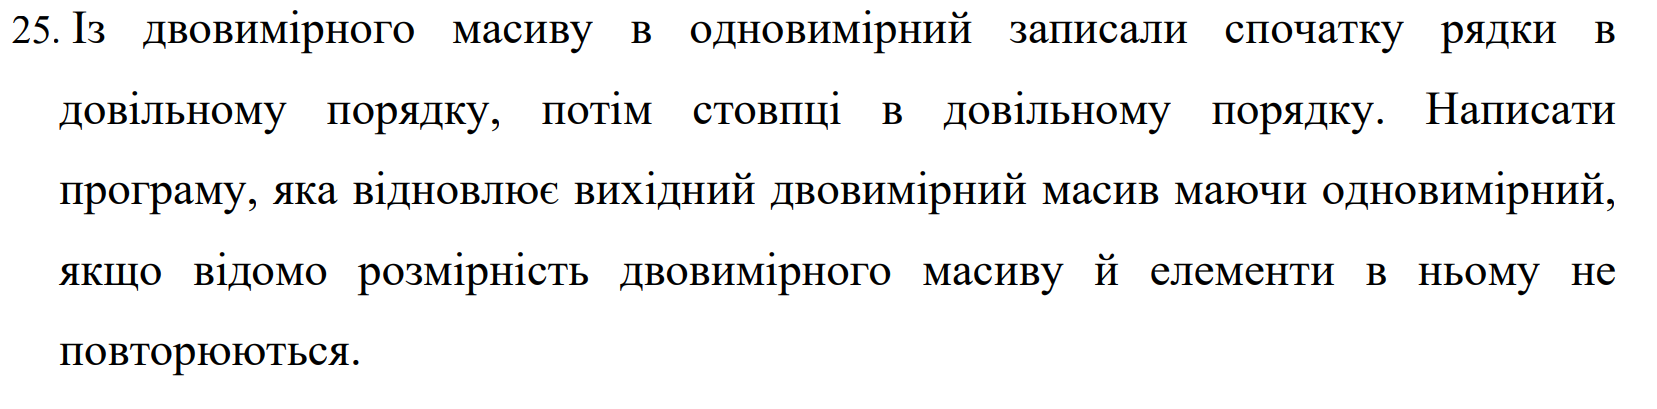 25. Із двовимірного масиву в одновимірний записали спочатку рядки в
довільному порядку, потім стовпці в довільному порядку. Написати
програму, яка відновлює вихідний двовимірний масив маючи одновимірний,
якщо відомо розмірність двовимірного масиву й елементи в ньому не
повторюються.